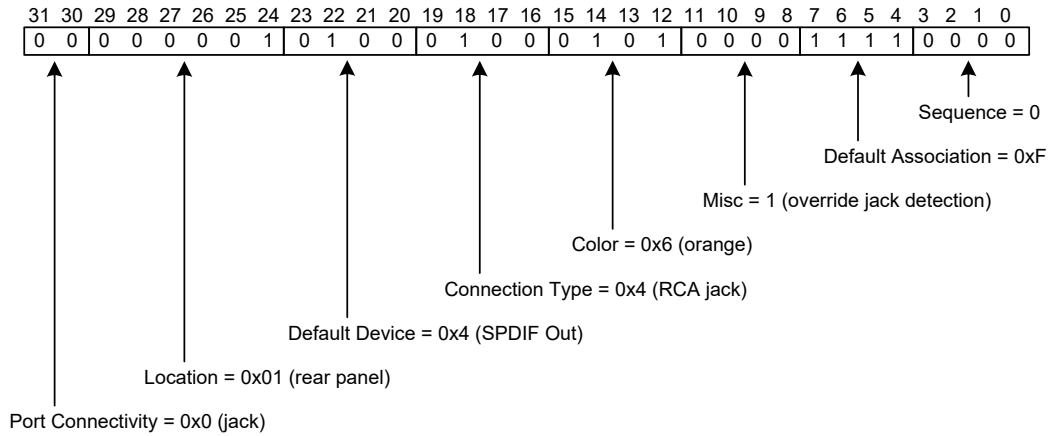 31 30 29 28 27 26 25 24 23 22 21 20 19 18 17 16 15 14 13 12 11 10 9 8 7 6 5 4 3 2 1 0
0 0 0 0 0 0 0 1 0 1 0 0 0 1 0 0 0 1 0 1 0 0 0 0 1 1 1 1 0 0 0 0
Sequence = 0
Default Association = 0xF
Misc = 1 (override jack detection)
Color = 0x6 (orange)
Connection Type = 0x4 (RCA jack)
Default Device = 0x4 (SPDIF Out)
Location = 0x01 (rear panel)
Port Connectivity = 0x0 (jack)